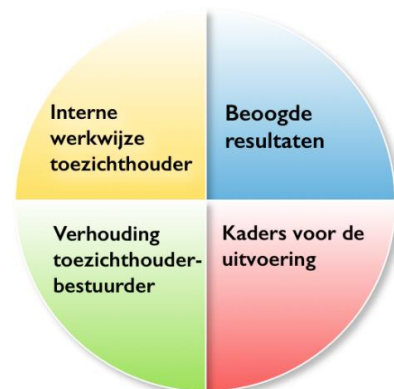 Interne
werkwijze
toezichthouder
Beoogde
resultaten
Verhouding
toezichthouder-
bestuurder
Kaders voor de
uitvoering